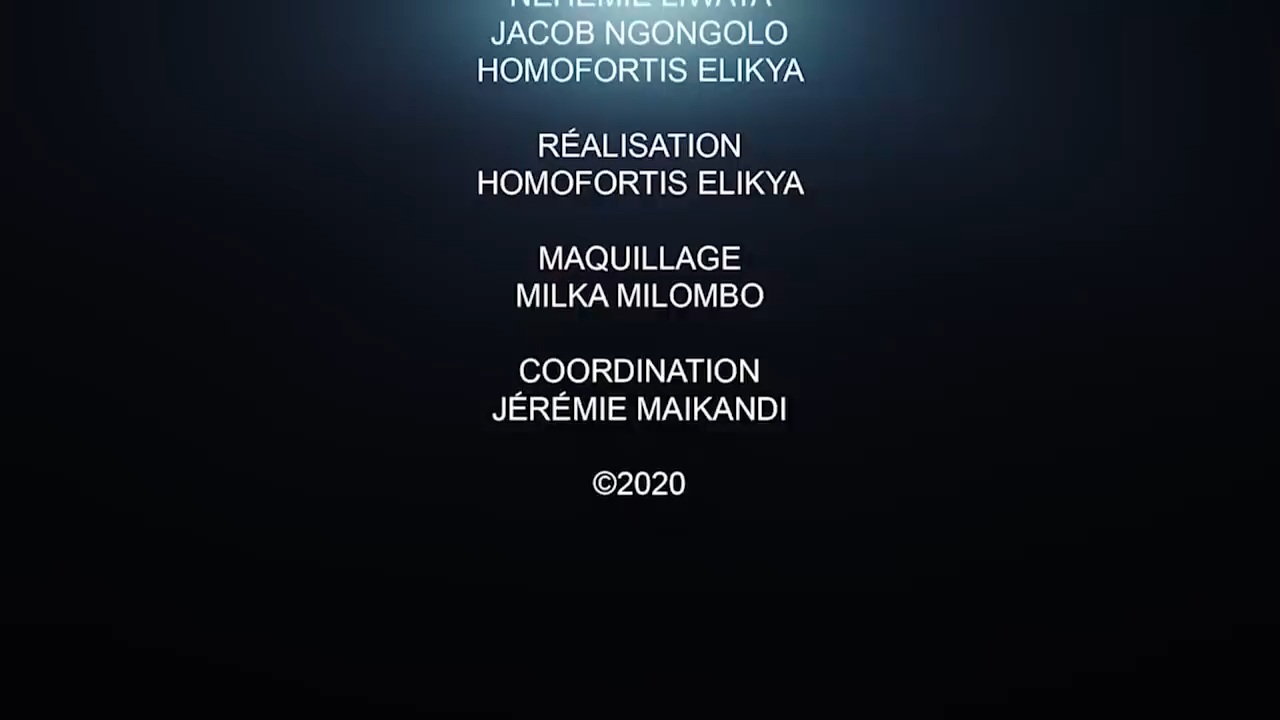 JACOB NGONGOLO
HOMOFORTIS ELIKYA
RÉALISATION
HOMOFORTIS ELIKYA
MAQUILLAGE
MILKA MILOMBO
COORDINATION
JÉRÉMIE MAIKANDI
©2020